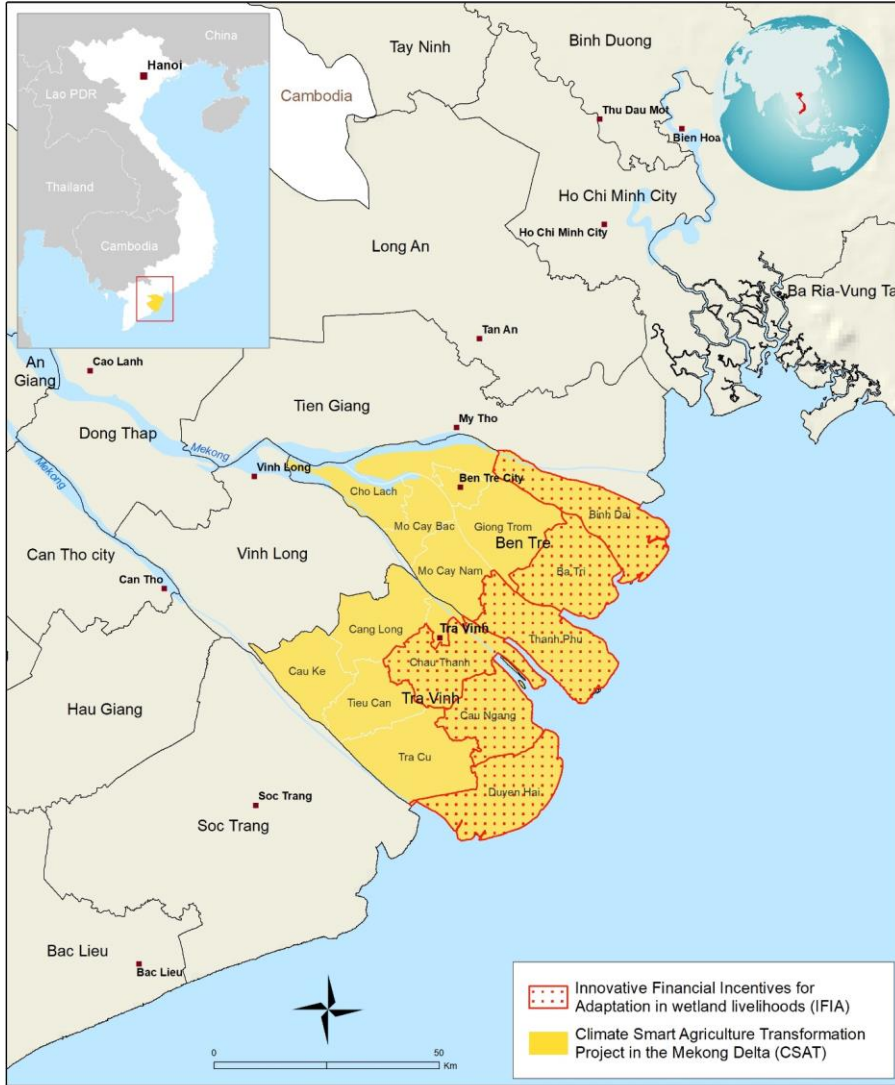 China
Hanoi
Lao PDR
Thailand
Cambodia
Cambodia
Tay Ninh
Binh Duong
Thu Dau Mot
Bien Hoa
Ho Chi Minh City
Ho Chi Minh City
Long An
Ba Ria-Vung Ta
Tan An
An
Giang
Cao Lanh
Tien Giang
My Tho
Dong Thap
Mekong
Mekong
Vinh Long
Ben Tre City
Cho Lach
Binh Dai
Mo Cay Bac
Giong Trom
Ben Tre
Vinh Long
Can Tho city
Mo Cay Nam
Ba Tri
Can Tho
Cang Long
Tra Vinh
Thanh Phu
Chau Thanh
Cau Ke
Tra Vinh
Tieu Can
Hau Giang
Cau Ngang
Tra Cu
Duyen Hai
Soc Trang
Soc Trang
Bac Lieu
Bac Lieu
Innovative Financial Incentives for
Adaptation in wetland livelihoods (IFIA)
Climate Smart Agriculture Transformation
Project in the Mekong Delta (CSAT)
0 50
Km